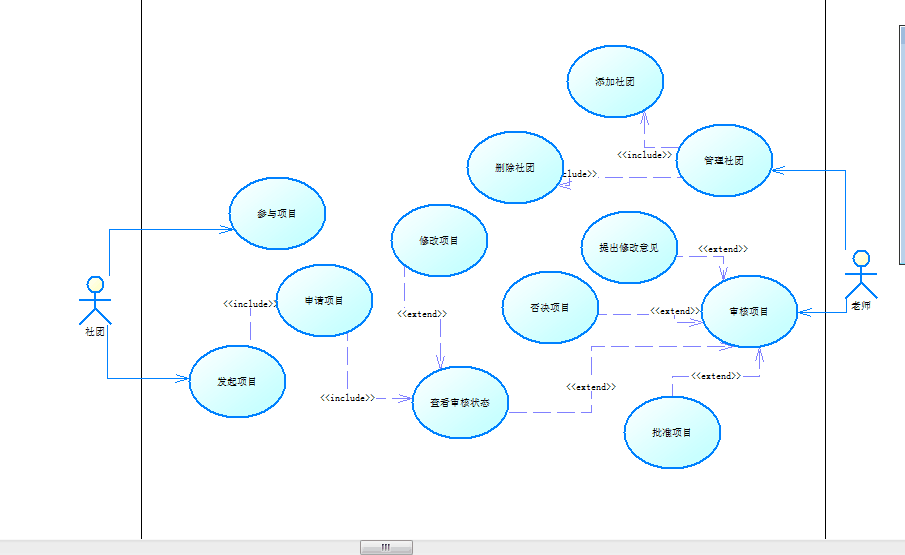 添加社团
<<include>>
管理社团
删除社团
clude>>
参与项目
修改项目
提出修改意见
<<extend>>
申请项目
<<include>>
否决项目
<<extend>>
审核项目
老师
<<extend>>
社团
发起项目
<<extend>>
<<extend>>
<<include>>
查看审核状态
批准项目